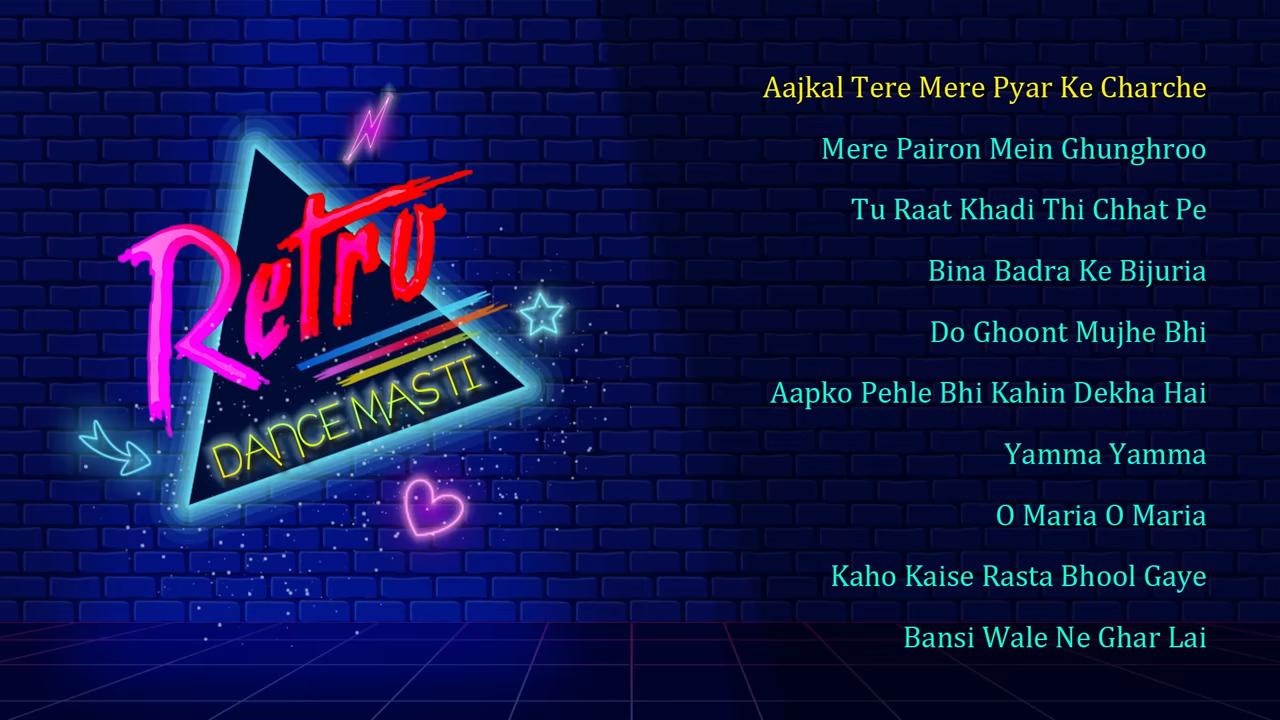 Retro
DANCE MASTI
Aajkal Tere Mere Pyar Ke Charche
Mere Pairon Mein Ghunghroo
Tu Raat Khadi Thi Chhat Pe
Bina Badra Ke Bijuria
Do Ghoont Mujhe Bhi
Aapko Pehle Bhi Kahin Dekha Hai
Yamma Yamma
O Maria O Maria
Kaho Kaise Rasta Bhool Gaye
Bansi Wale Ne Ghar Lai